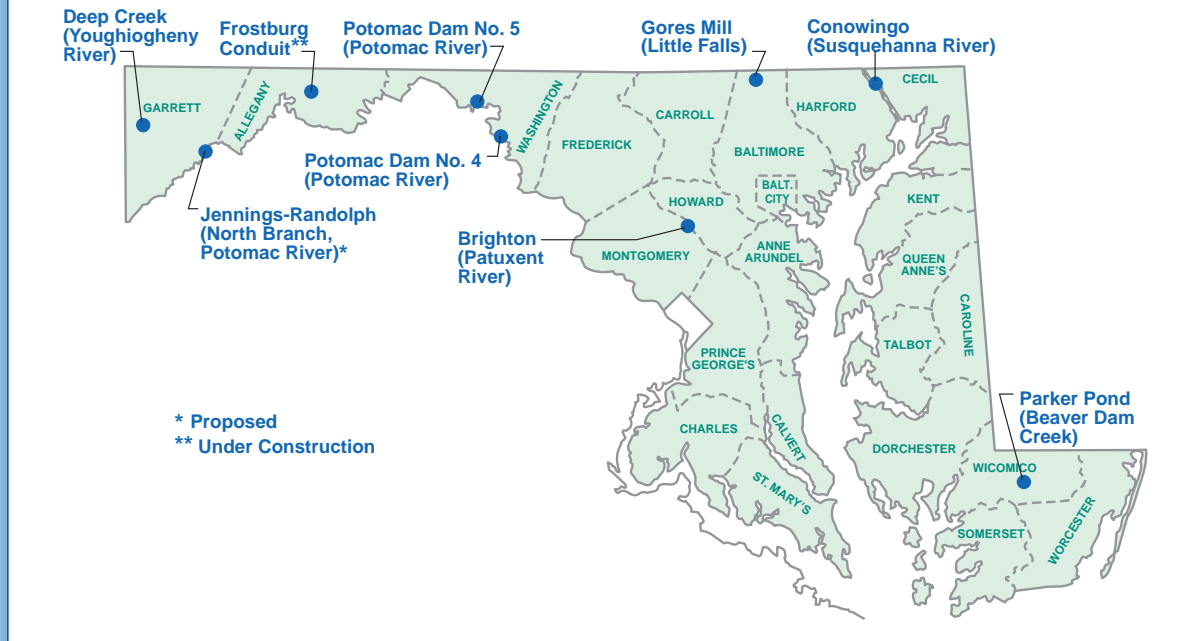 Deep Creek
(Youghiogheny
River)
Frostburg
Conduit**
Potomac Dam No. 5
(Potomac River)
Gores Mill
(Little Falls)
Conowingo
(Susquehanna River)
GARRETT
ALLEGANY
WASHINGTON
FREDERICK
CARROLL
BALTIMORE
HARFORD
CECIL
Potomac Dam No. 4
(Potomac River)
BALT.
CITY
HOWARD
KENT
Jennings-Randolph
(North Branch,
Potomac River)*
Brighton
(Patuxent
River)
MONTGOMERY
ANNE
ARUNDEL
QUEEN
ANNE'S
CAROLINE
TALBOT
PRINCE
GEORGE'S
* Proposed
** Under Construction
CHARLES
CALVERT
ST. MARY'S
DORCHESTER
Parker Pond
(Beaver Dam
Creek)
WICOMICO
SOMERSET
WORCESTER